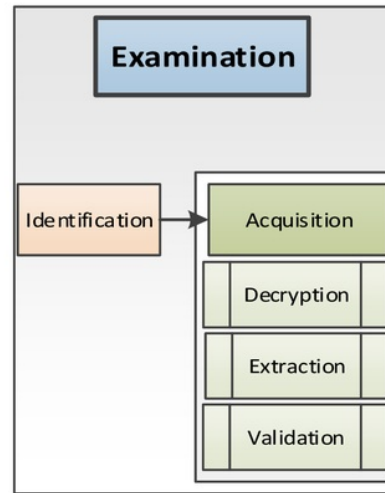 Examination
Identification
Acquisition
Decryption
Extraction
Validation